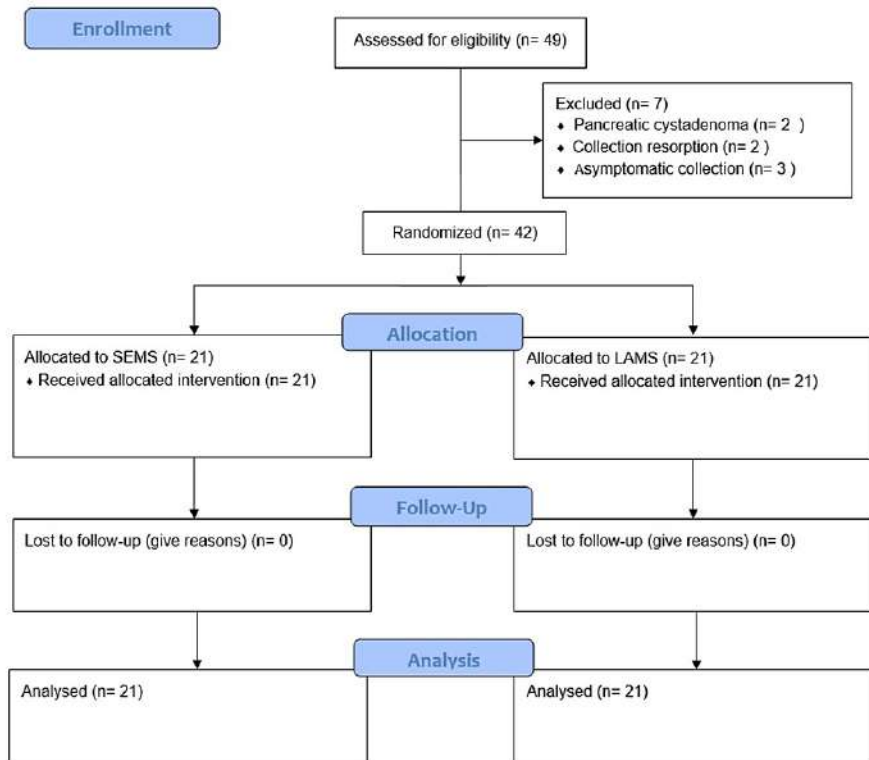 Enrollment
Assessed for eligibility (n= 49)
Excluded (n= 7)
♦ Pancreatic cystadenoma (n= 2 )
♦ Collection resorption (n= 2 )
♦ Asymptomatic collection (n= 3 )
Randomized (n= 42)
Allocation
Allocated to SEMS (n= 21)
♦ Received allocated intervention (n= 21)
Allocated to LAMS (n= 21)
♦ Received allocated intervention (n= 21)
Follow-Up
Lost to follow-up (give reasons) (n= 0)
Lost to follow-up (give reasons) (n= 0)
Analysis
Analysed (n= 21)
Analysed (n= 21)